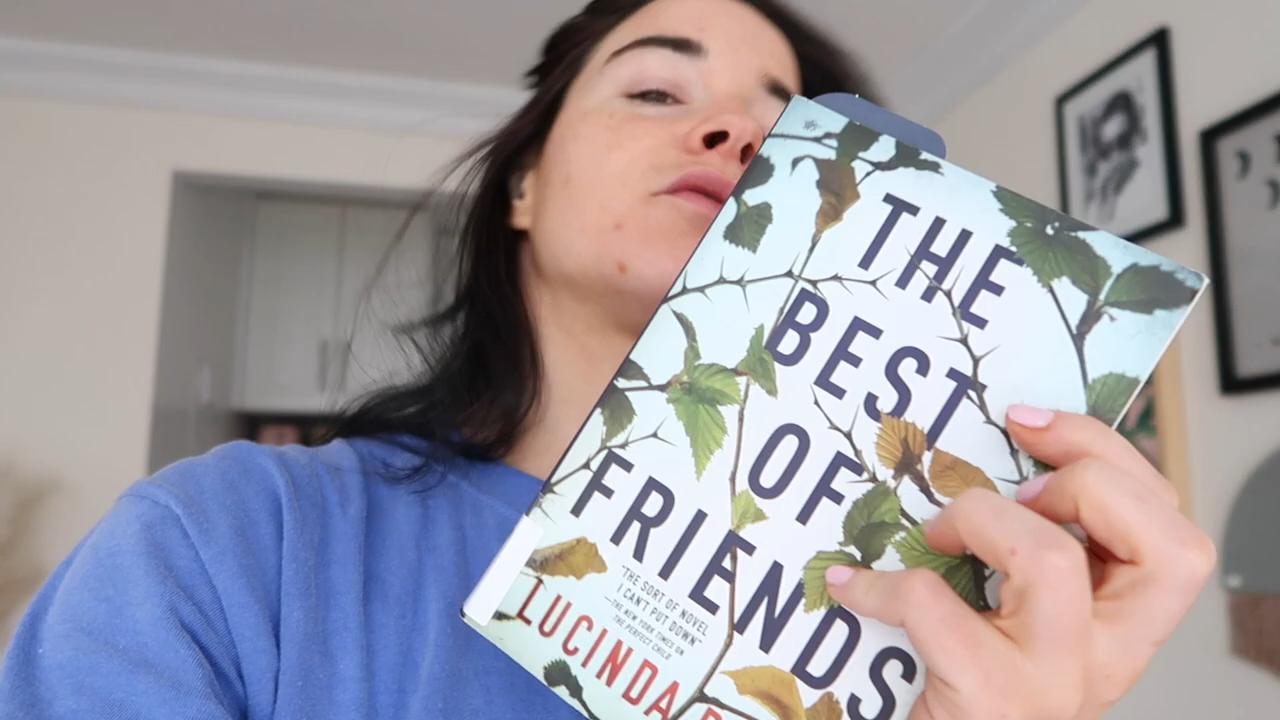 THE
BEST
OF
FRIENDS
"THE SORT OF NOVEL
I CAN'T PUT DOWN"
—THE NEW YORK TIMES ON
THE PERFECT CHILD
LUCINDA